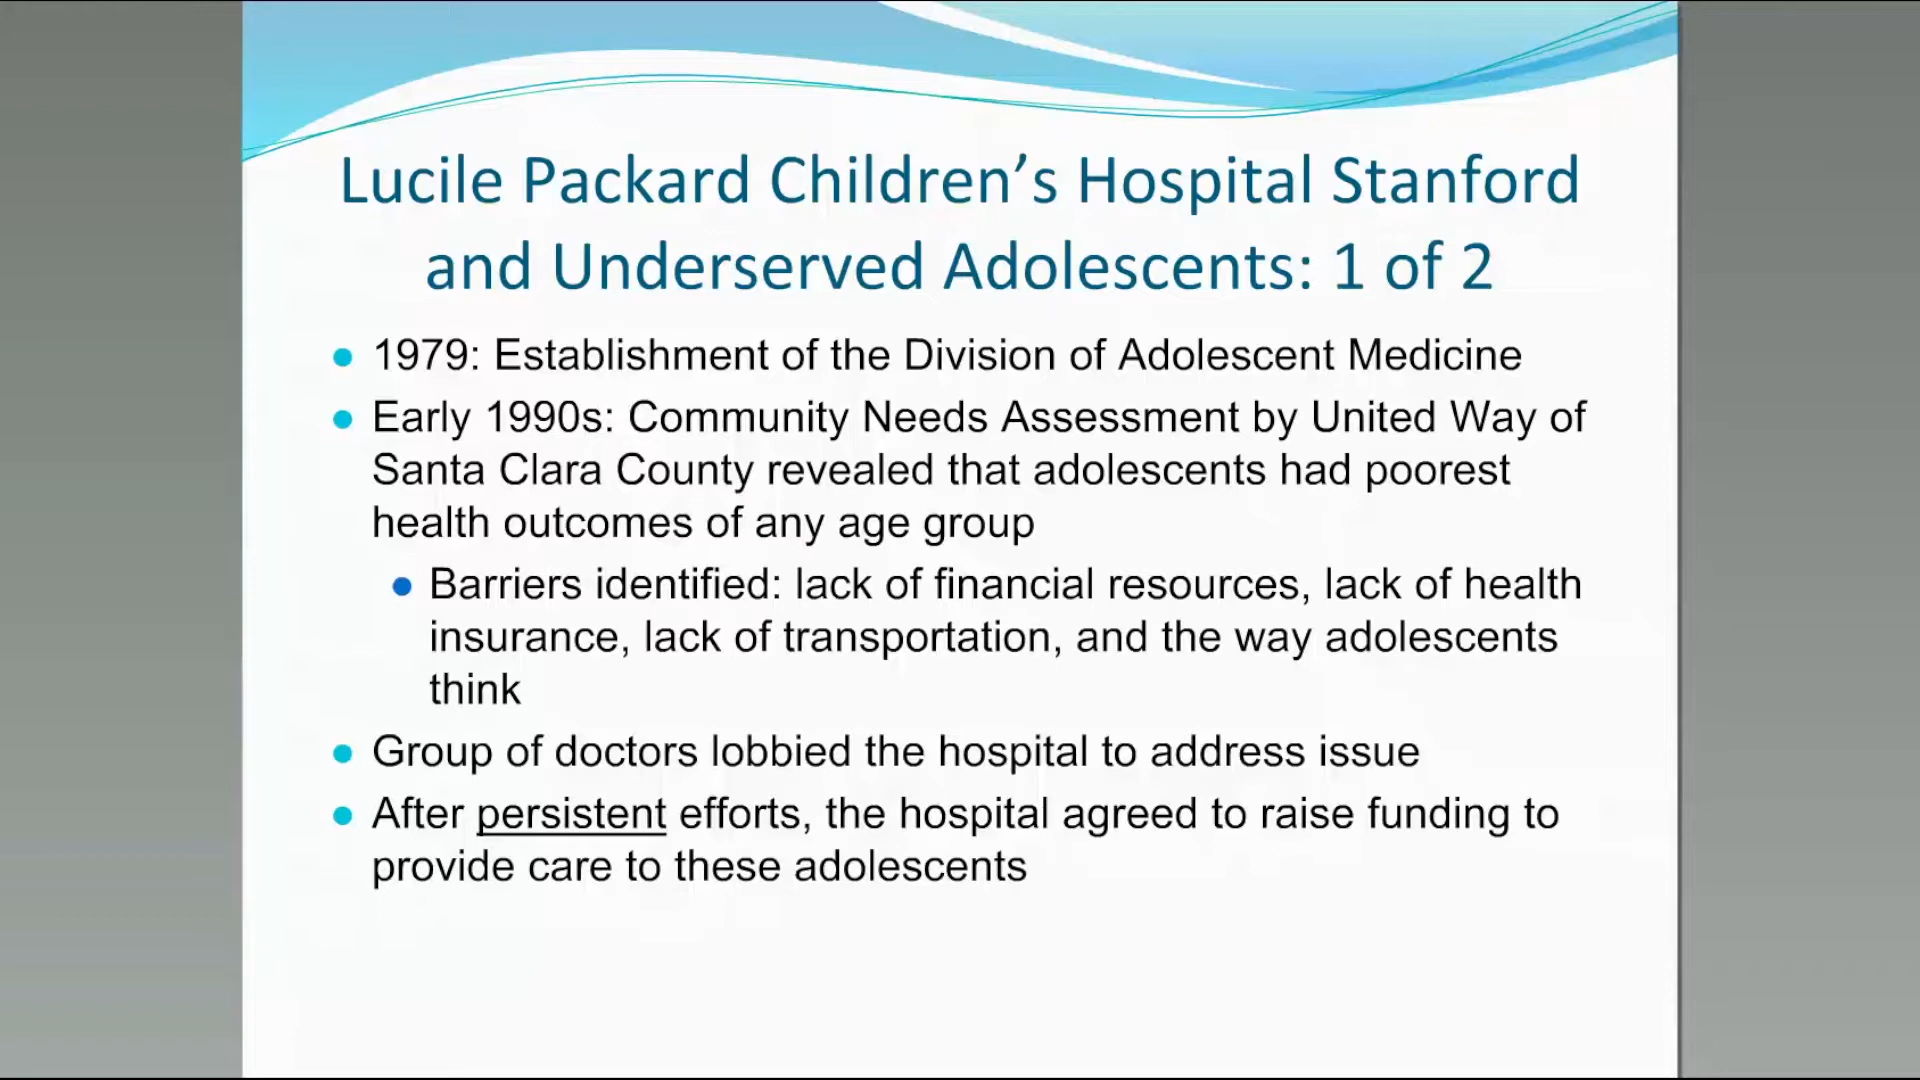 Lucile Packard Children’s Hospital Stanford
and Underserved Adolescents: 1 of 2
● 1979: Establishment of the Division of Adolescent Medicine
● Early 1990s: Community Needs Assessment by United Way of
Santa Clara County revealed that adolescents had poorest
health outcomes of any age group
● Barriers identified: lack of financial resources, lack of health
insurance, lack of transportation, and the way adolescents
think
● Group of doctors lobbied the hospital to address issue
● After persistent efforts, the hospital agreed to raise funding to
provide care to these adolescents